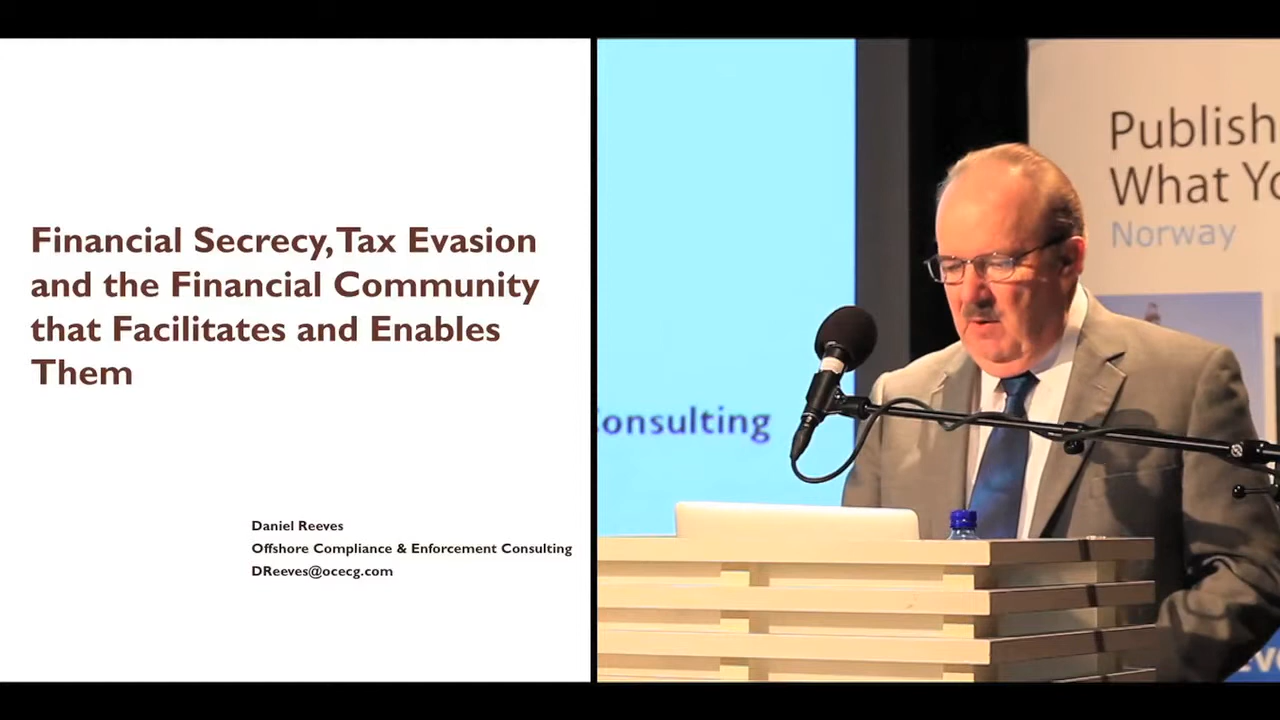 Financial Secrecy, Tax Evasion
and the Financial Community
that Facilitates and Enables
Them
Daniel Reeves
Offshore Compliance & Enforcement Consulting
DReeves@ocecg.com
onsulting
Publish
What Yo
Norway